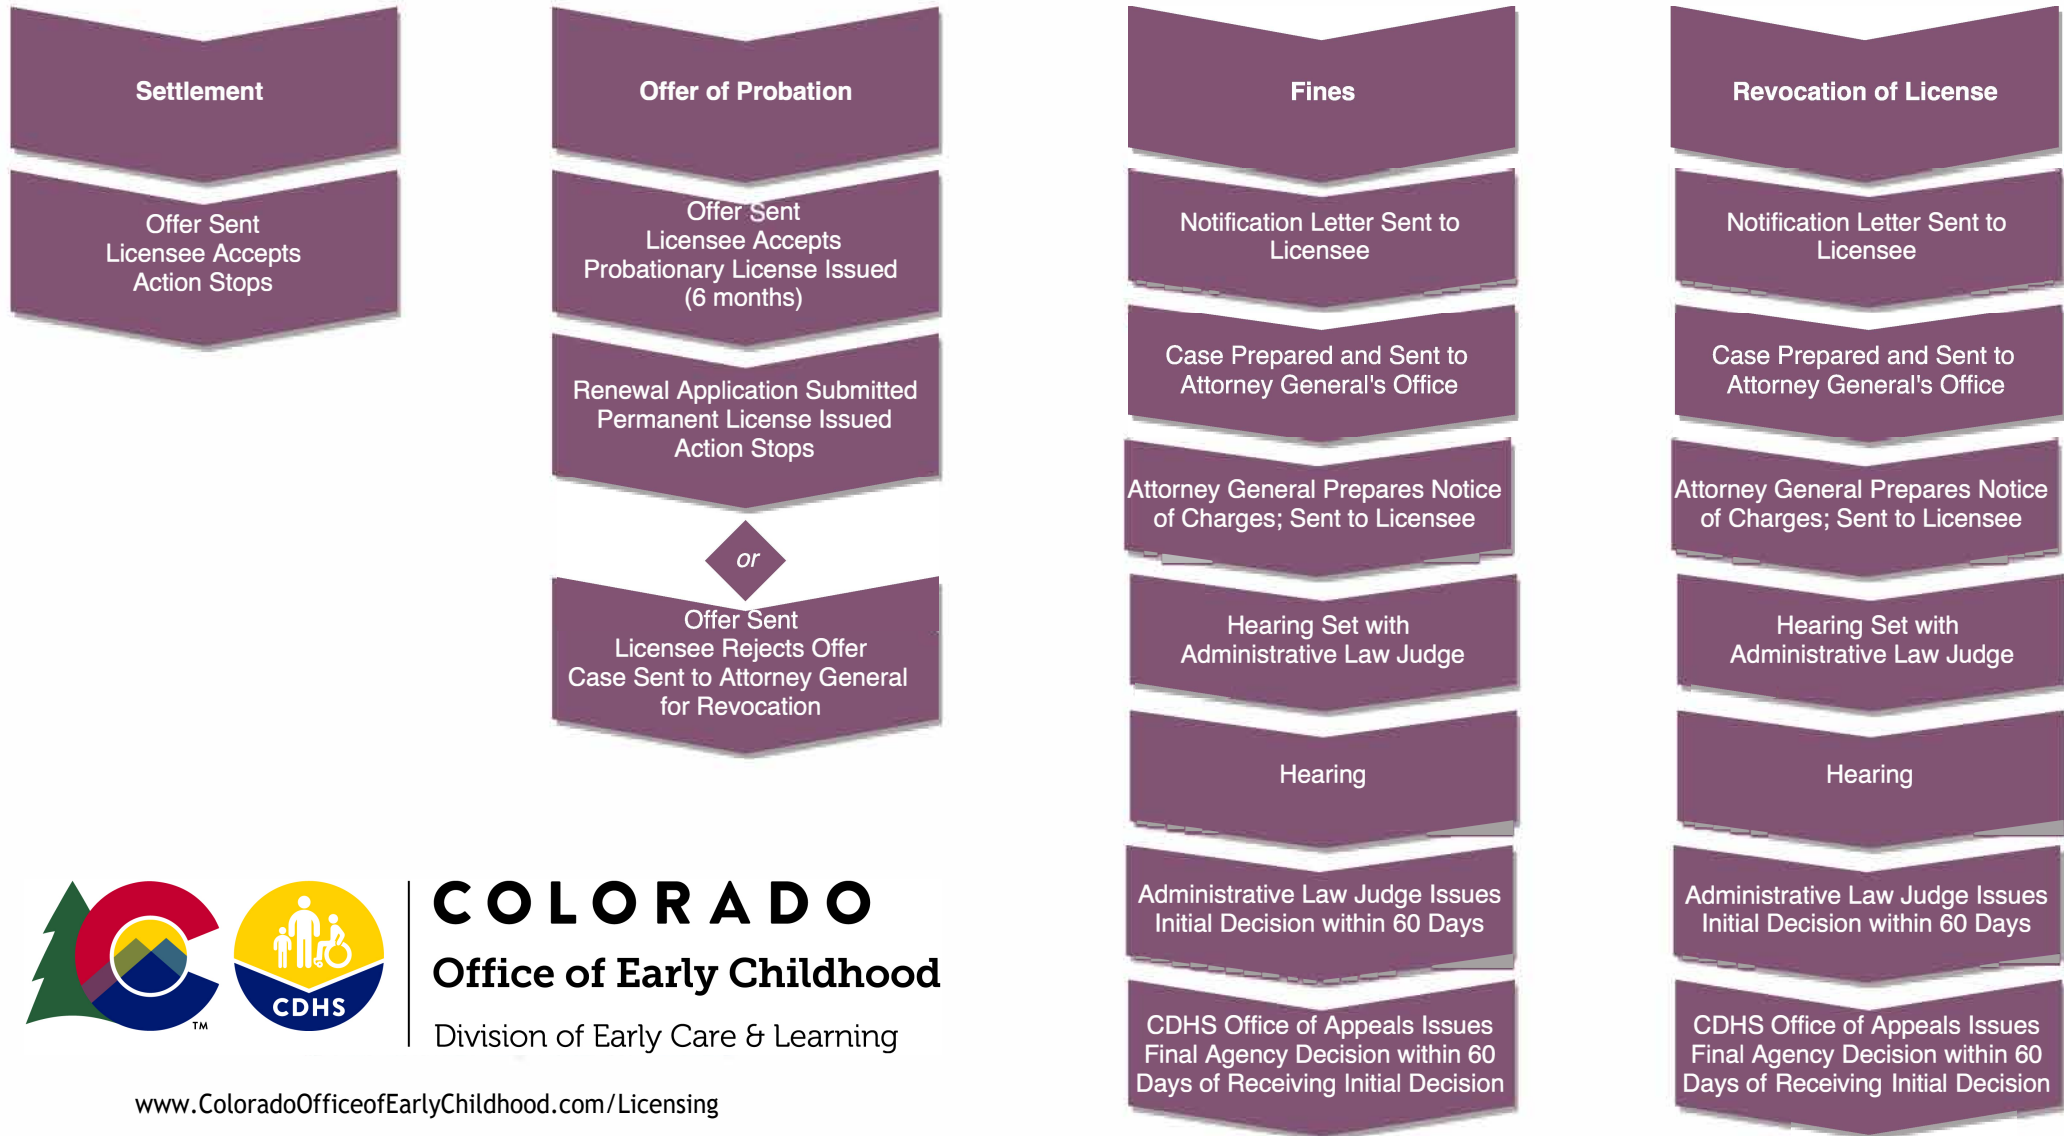 Settlement
Offer Sent
Licensee Accepts
Action Stops
Offer of Probation
Offer Sent
Licensee Accepts
Probationary License Issued
(6 months)
Renewal Application Submitted
Permanent License Issued
Action Stops
or
Offer Sent
Licensee Rejects Offer
Case Sent to Attorney General
for Revocation
Fines
Notification Letter Sent to
Licensee
Case Prepared and Sent to
Attorney General's Office
Attorney General Prepares Notice
of Charges; Sent to Licensee
Hearing Set with
Administrative Law Judge
Hearing
Administrative Law Judge Issues
Initial Decision within 60 Days
CDHS Office of Appeals Issues
Final Agency Decision within 60
Days of Receiving Initial Decision
Revocation of License
Notification Letter Sent to
Licensee
Case Prepared and Sent to
Attorney General's Office
Attorney General Prepares Notice
of Charges; Sent to Licensee
Hearing Set with
Administrative Law Judge
Hearing
Administrative Law Judge Issues
Initial Decision within 60 Days
CDHS Office of Appeals Issues
Final Agency Decision within 60
Days of Receiving Initial Decision
TM
CDHS
COLORADO
Office of Early Childhood
Division of Early Care & Learning
www.ColoradoOfficeofEarlyChildhood.com/Licensing